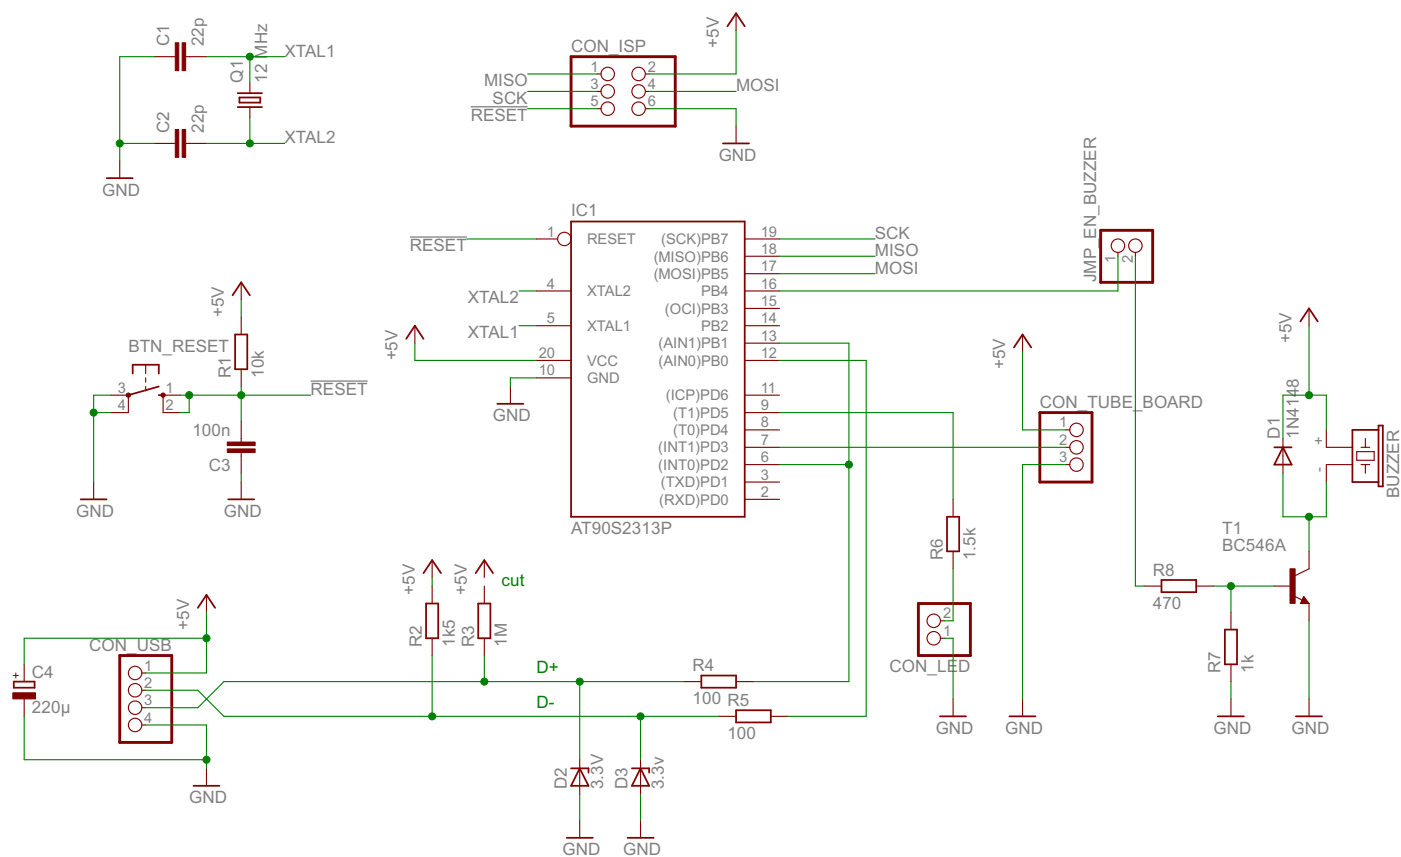 C1
22p
XTAL1
Q1
12 MHz
C2
22p
XTAL2
GND
CON_ISP
+5V
MISO
1
2
3
4
MOSI
SCK
5
6
RESET
GND
IC1
RESET
1
RESET
(SCK)PB7
19
SCK
(MISO)PB6
18
MISO
(MOSI)PB5
17
MOSI
XTAL2
4
XTAL2
PB4
16
(OCI)PB3
15
XTAL1
5
XTAL1
PB2
14
(AIN1)PB1
13
+5V
20
VCC
(AIN0)PB0
12
10
GND
GND
(ICP)PD6
11
(T1)PD5
9
(T0)PD4
8
(INT1)PD3
7
(INT0)PD2
6
(TXD)PD1
3
(RXD)PD0
2
AT90S2313P
JMP_EN_BUZZER
1
2
+5V
BTN_RESET
R1
10k
3
1
4
2
RESET
100n
C3
GND
GND
+5V
CON_TUBE_BOARD
1
2
3
+5V
D1
1N4148
+
-
BUZZER
T1
BC546A
R8
470
R7
1k
GND
GND
R6
1.5k
2
1
CON_LED
GND
GND
+5V
R2
1k5
+5V
cut
R3
1M
+5V
CON_USB
+
C4
220µ
1
2
3
4
GND
D+
D-
R4
100
R5
100
D2
3.3V
D3
3.3v
GND
GND